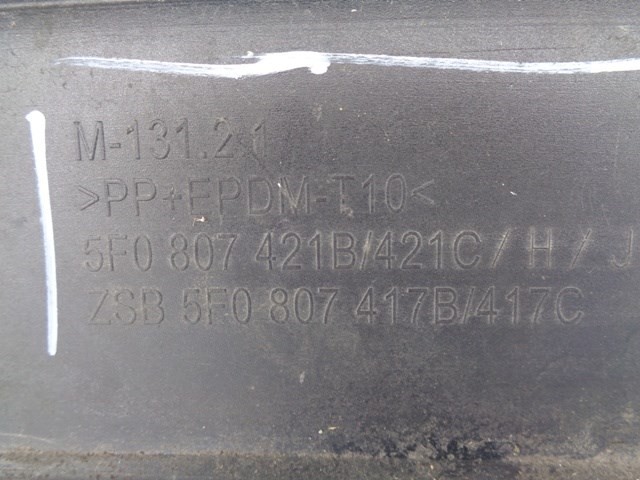 M-131.2.1
>PP+EPDM-T10<
5F0 807 421B/421C/ H / J
ZSB 5F0 807 417B/417C